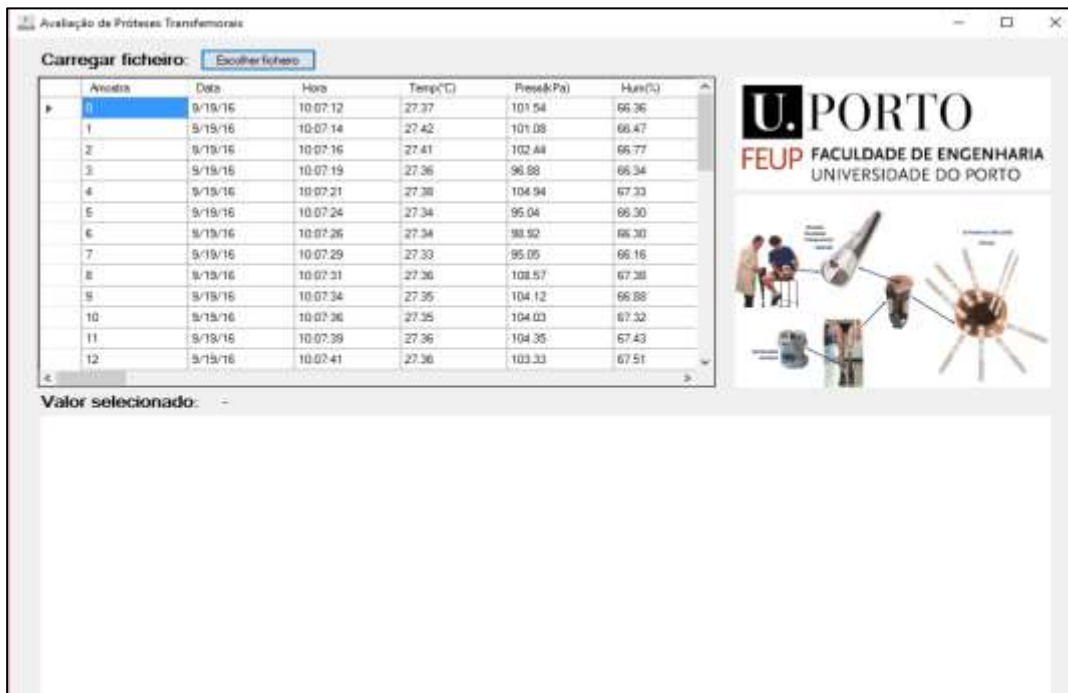 Avaliação de Próteses Transfemorais
Carregar ficheiro: Escolher ficheiro
Amostra Data Hora Temp(°C) Press(kPa) Hum(%)
0 9/19/16 10:07:12 27.37 101.54 66.36
1 9/19/16 10:07:14 27.42 101.08 66.47
2 9/19/16 10:07:16 27.41 102.44 66.77
3 9/19/16 10:07:19 27.36 96.88 66.34
4 9/19/16 10:07:21 27.38 104.94 67.33
5 9/19/16 10:07:24 27.34 95.04 66.30
6 9/19/16 10:07:26 27.34 98.92 66.30
7 9/19/16 10:07:29 27.33 95.05 66.16
8 9/19/16 10:07:31 27.36 108.57 67.38
9 9/19/16 10:07:34 27.35 104.12 66.88
10 9/19/16 10:07:36 27.35 104.03 67.32
11 9/19/16 10:07:39 27.36 104.35 67.43
12 9/19/16 10:07:41 27.36 103.33 67.51
U. PORTO
FEUP FACULDADE DE ENGENHARIA
UNIVERSIDADE DO PORTO
Valor selecionado: -